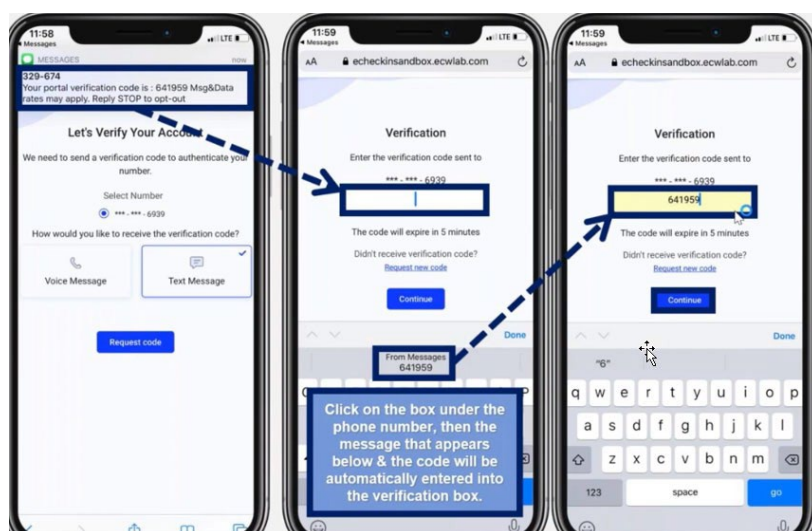 11:58
LTE
Messages
MESSAGES
now
329-674
Your portal verification code is : 641959 Msg&Data
rates may apply. Reply STOP to opt-out
Let's Verify Your Account
We need to send a verification code to authenticate your
number.
Select Number
*** - *** - 6939
How would you like to receive the verification code?
Voice Message
Text Message
Request code
11:59
LTE
Messages
AA
echeckinsandbox.ecwlab.com
Verification
Enter the verification code sent to
*** - *** - 6939
The code will expire in 5 minutes
Didn't receive verification code?
Request new code
Continue
Done
From Messages
641959
Click on the box under the
phone number, then the
message that appears
below & the code will be
automatically entered into
the verification box.
11:59
LTE
Messages
AA
echeckinsandbox.ecwlab.com
Verification
Enter the verification code sent to
*** - *** - 6939
641959
The code will expire in 5 minutes
Didn't receive verification code?
Request new code
Continue
Done
"6"
q w e r t y u i o p
a s d f g h j k l
z x c v b n m
123
space
go